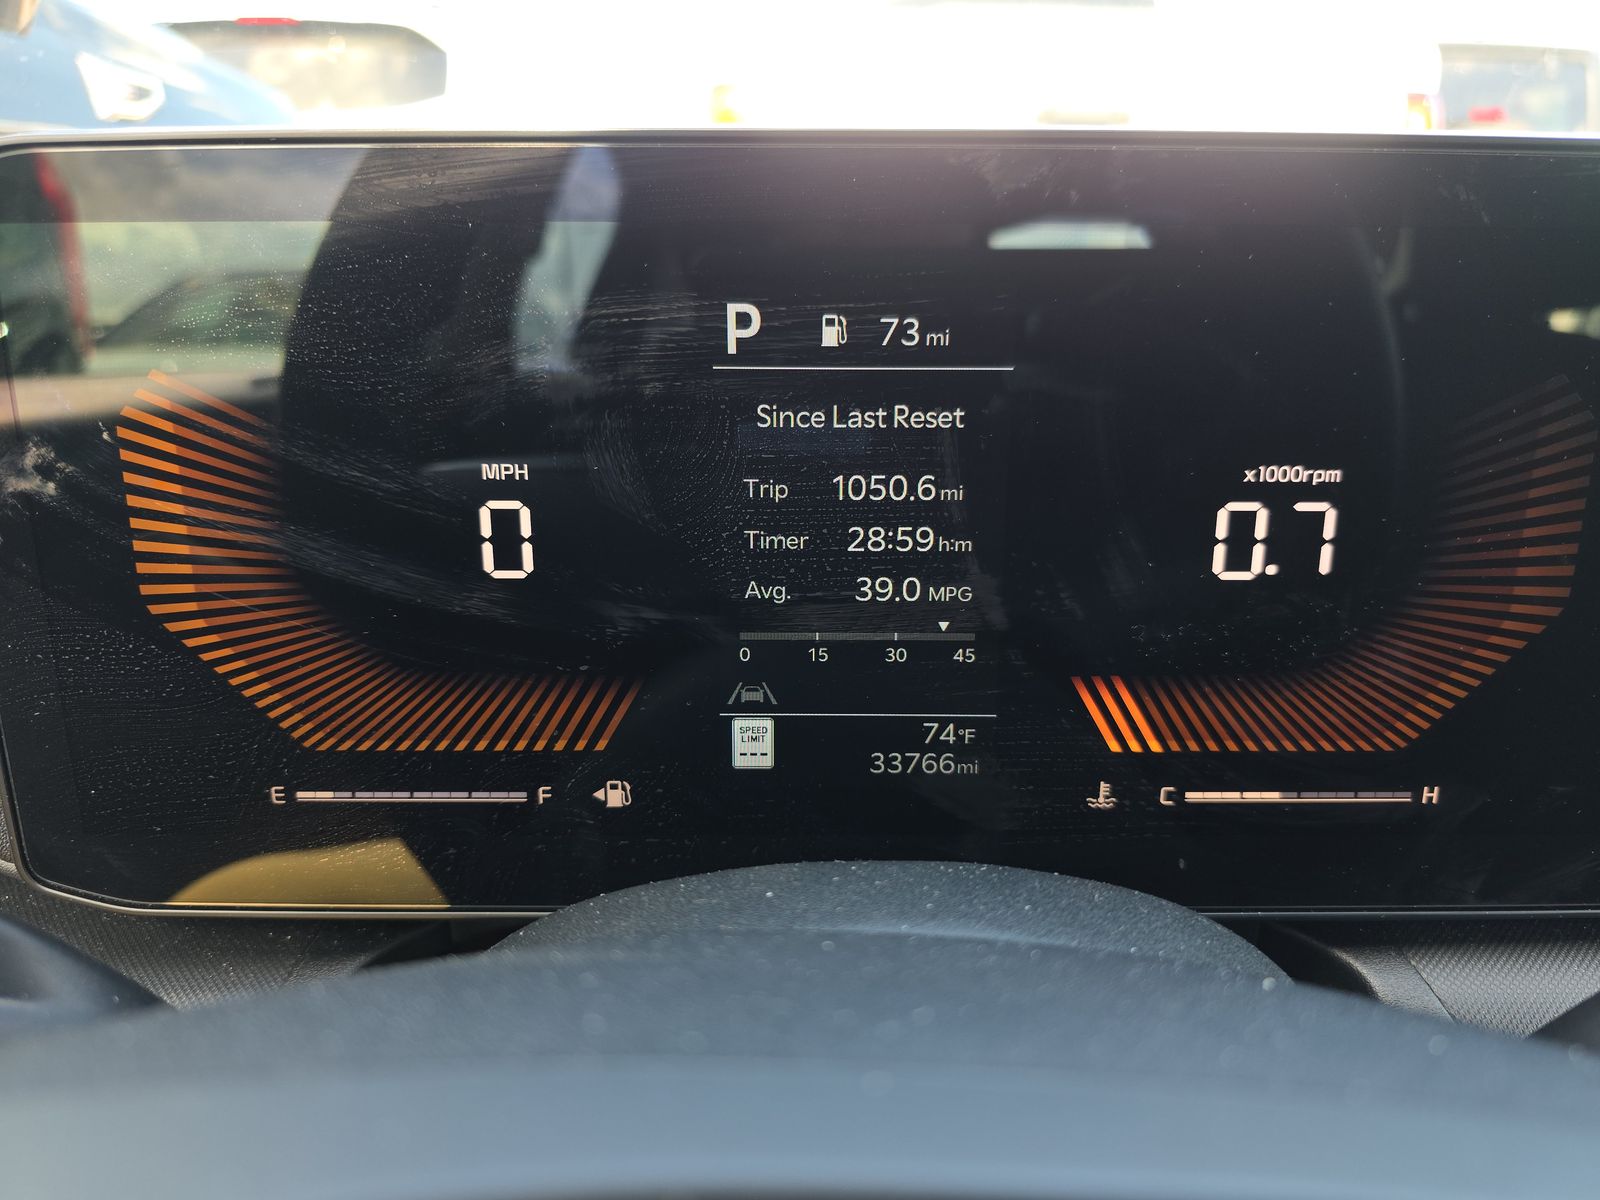 P 73 mi
Since Last Reset
MPH
0
Trip 1050.6 mi
Timer 28:59 h:m
Avg. 39.0 MPG
0 15 30 45
x1000rpm
0.7
SPEED
LIMIT
---
74°F
33766mi
E F
C H